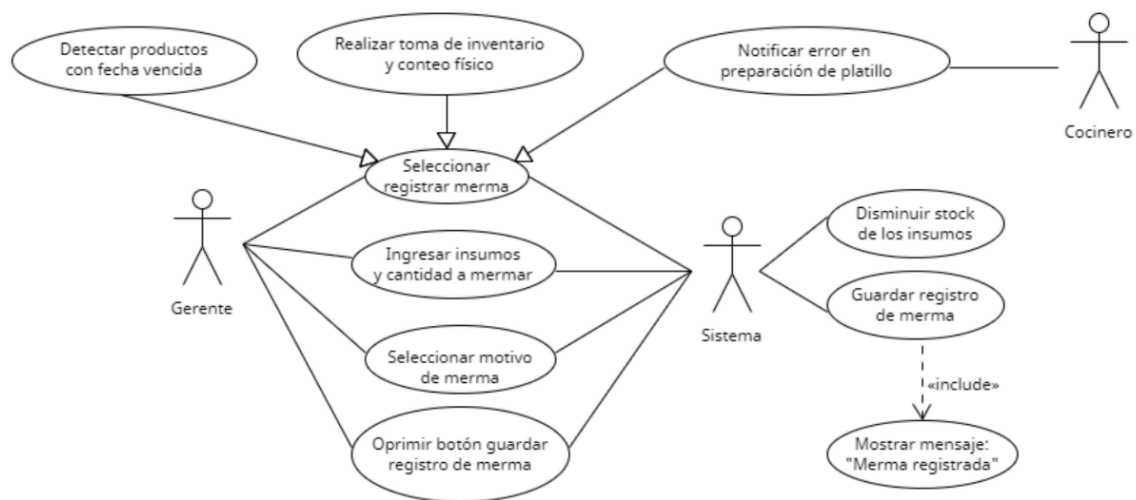 Detectar productos
con fecha vencida
Realizar toma de inventario
y conteo físico
Notificar error en
preparación de platillo
Cocinero
Seleccionar
registrar merma
Gerente
Ingresar insumos
y cantidad a mermar
Seleccionar motivo
de merma
Oprimir botón guardar
registro de merma
Sistema
Disminuir stock
de los insumos
Guardar registro
de merma
«include»
Mostrar mensaje:
"Merma registrada"